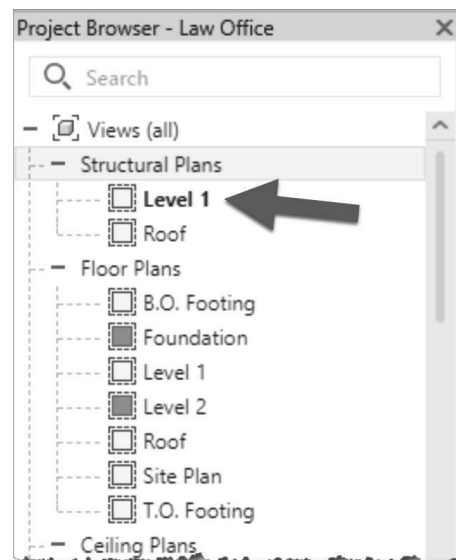 Project Browser - Law Office
Search
Views (all)
Structural Plans
Level 1
Roof
Floor Plans
B.O. Footing
Foundation
Level 1
Level 2
Roof
Site Plan
T.O. Footing
Ceiling Plans